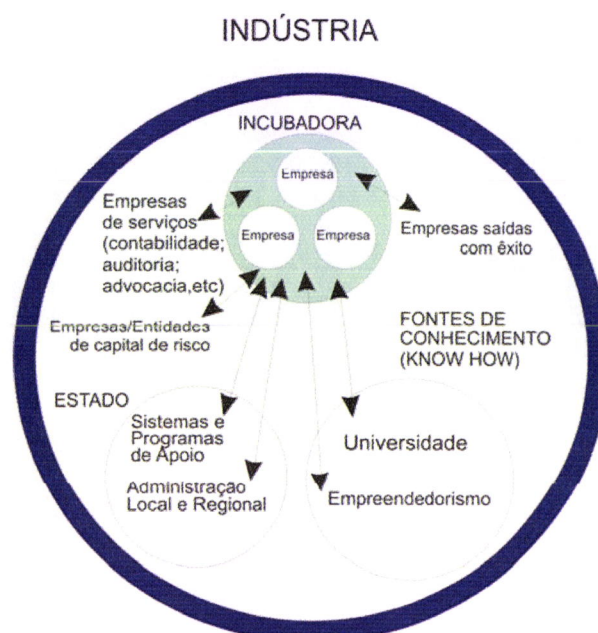 INDÚSTRIA
INCUBADORA
Empresa
Empresa
Empresa
Empresas
de serviços
(contabilidade;
auditoria;
advocacia,etc)
Empresas saídas
com êxito
Empresas/Entidades
de capital de risco
FONTES DE
CONHECIMENTO
(KNOW HOW)
ESTADO
Sistemas e
Programas
de Apoio
Administração
Local e Regional
Universidade
Empreendedorismo